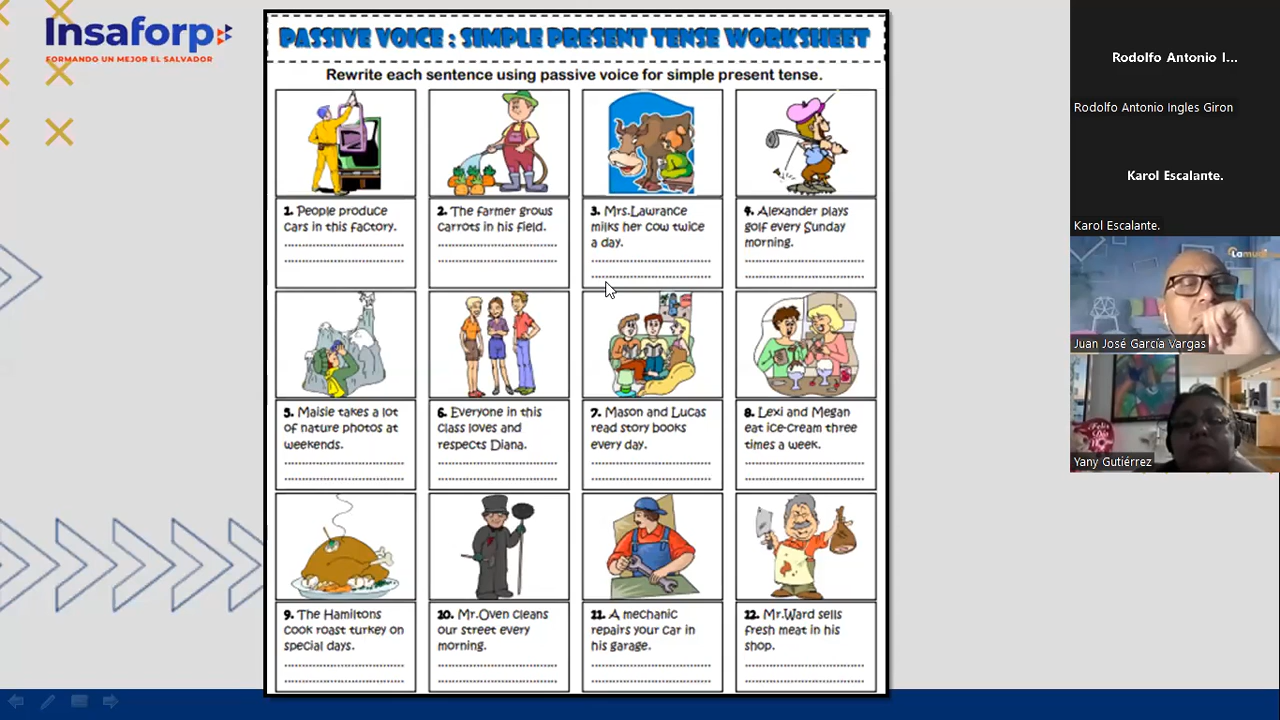 Insaforp
FORMANDO UN MEJOR EL SALVADOR
PASSIVE VOICE : SIMPLE PRESENT TENSE WORKSHEET
Rewrite each sentence using passive voice for simple present tense.
1. People produce
cars in this factory.
2. The farmer grows
carrots in his field.
3. Mrs.Lawrance
milks her cow twice
a day.
4. Alexander plays
golf every Sunday
morning.
5. Maisie takes a lot
of nature photos at
weekends.
6. Everyone in this
class loves and
respects Diana.
7. Mason and Lucas
read story books
every day.
8. Lexi and Megan
eat ice-cream three
times a week.
9. The Hamiltons
cook roast turkey on
special days.
10. Mr.Oven cleans
our street every
morning.
11. A mechanic
repairs your car in
his garage.
12. Mr.Ward sells
fresh meat in his
shop.
Rodolfo Antonio I...
Rodolfo Antonio Ingles Giron
Karol Escalante.
Karol Escalante.
Juan José García Vargas
Yany Gutiérrez